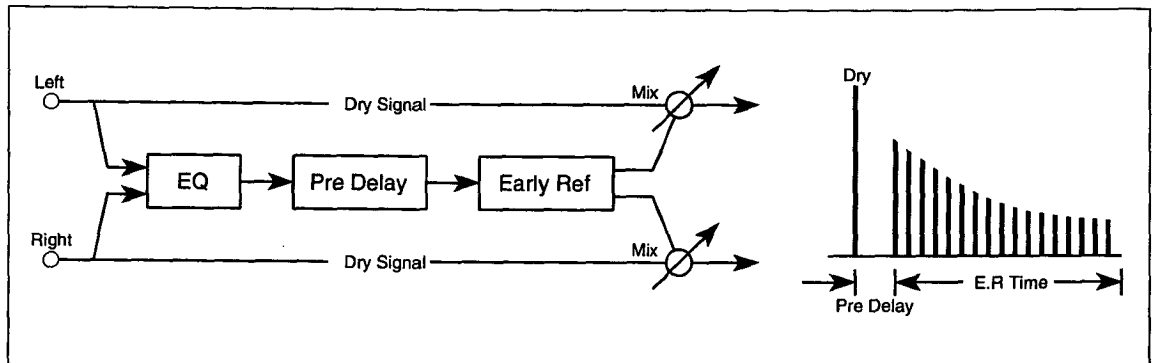 Left
Dry Signal
Mix
EQ
Pre Delay
Early Ref
Right
Dry Signal
Mix
Dry
E.R Time
Pre Delay